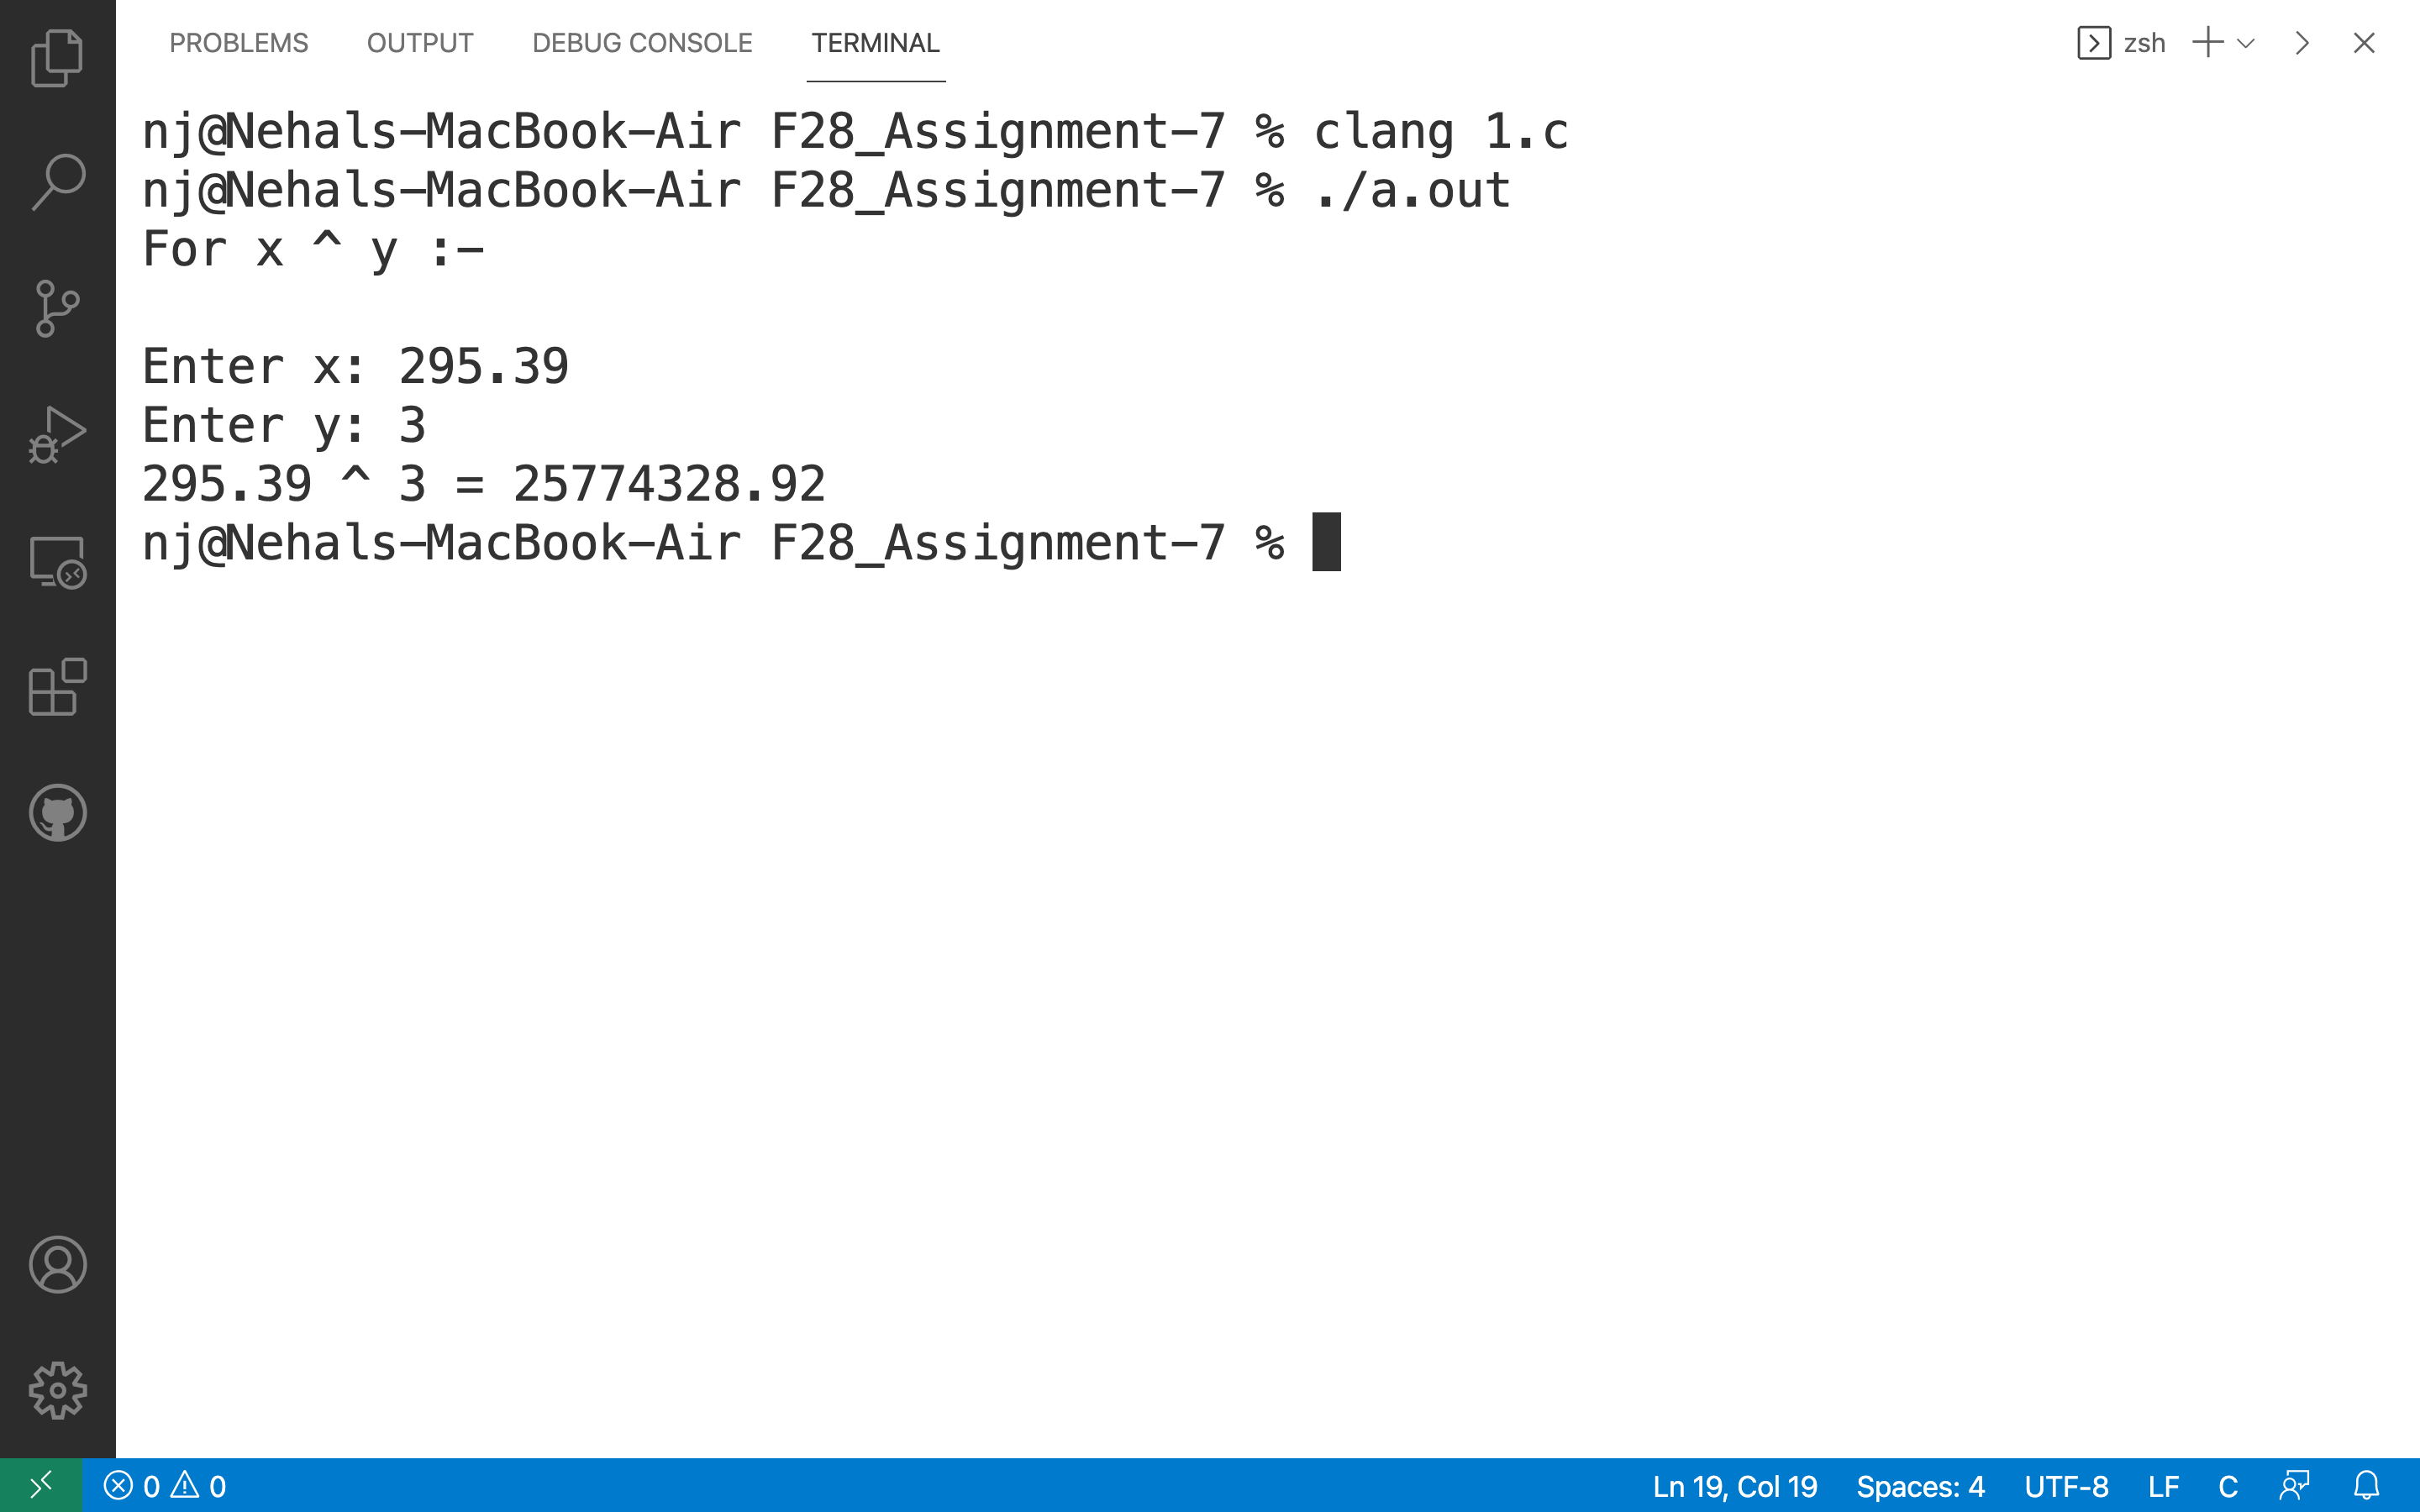 PROBLEMS OUTPUT DEBUG CONSOLE TERMINAL zsh
nj@Nehals-MacBook-Air F28_Assignment-7 % clang 1.c
nj@Nehals-MacBook-Air F28_Assignment-7 % ./a.out
For x ^ y :-
Enter x: 295.39
Enter y: 3
295.39 ^ 3 = 25774328.92
nj@Nehals-MacBook-Air F28_Assignment-7 %
0 0 Ln 19, Col 19 Spaces: 4 UTF-8 LF C